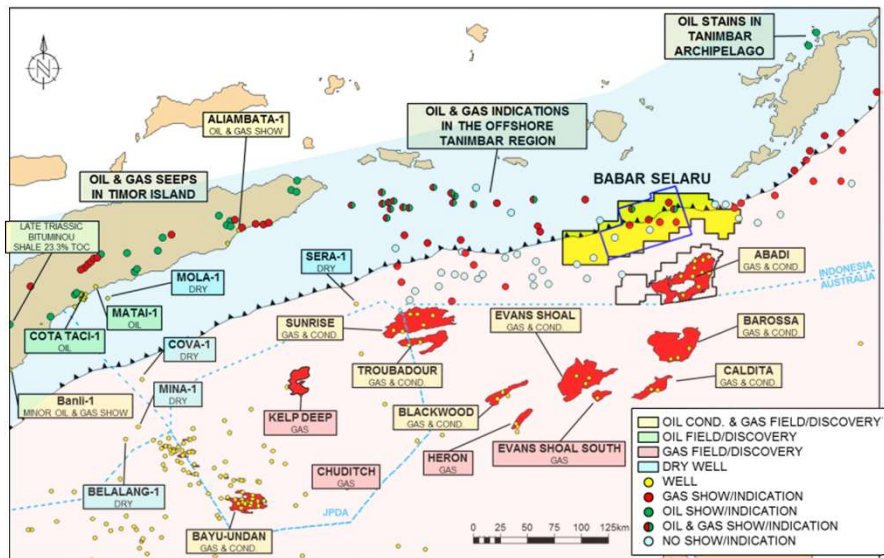 OIL STAINS IN
TANIMBAR
ARCHIPELAGO
N
ALIAMBATA-1
OIL & GAS SHOW
OIL & GAS INDICATIONS
IN THE OFFSHORE
TANIMBAR REGION
OIL & GAS SEEPS
IN TIMOR ISLAND
BABAR SELARU
LATE TRIASSIC
BITUMINOU
SHALE 23.3% TOC
SERA-1
DRY
MOLA-1
DRY
ABADI
GAS & COND.
INDONESIA
AUSTRALIA
MATAI-1
OIL
COTA TACI-1
OIL
SUNRISE
GAS & COND.
EVANS SHOAL
GAS & COND.
BAROSSA
GAS & COND.
COVA-1
DRY
TROUBADOUR
GAS & COND.
CALDITA
GAS & COND.
Banli-1
MINOR OIL & GAS SHOW
MINA-1
DRY
KELP DEEP
GAS
BLACKWOOD
GAS & COND.
HERON
GAS
EVANS SHOAL SOUTH
GAS
CHUDITCH
GAS
BELALANG-1
DRY
JPDA
BAYU-UNDAN
GAS & COND.
0 25 50 75 100 125km
OIL COND. & GAS FIELD/DISCOVERY
OIL FIELD/DISCOVERY
GAS FIELD/DISCOVERY
DRY WELL
WELL
GAS SHOW/INDICATION
OIL SHOW/INDICATION
OIL & GAS SHOW/INDICATION
NO SHOW/INDICATION